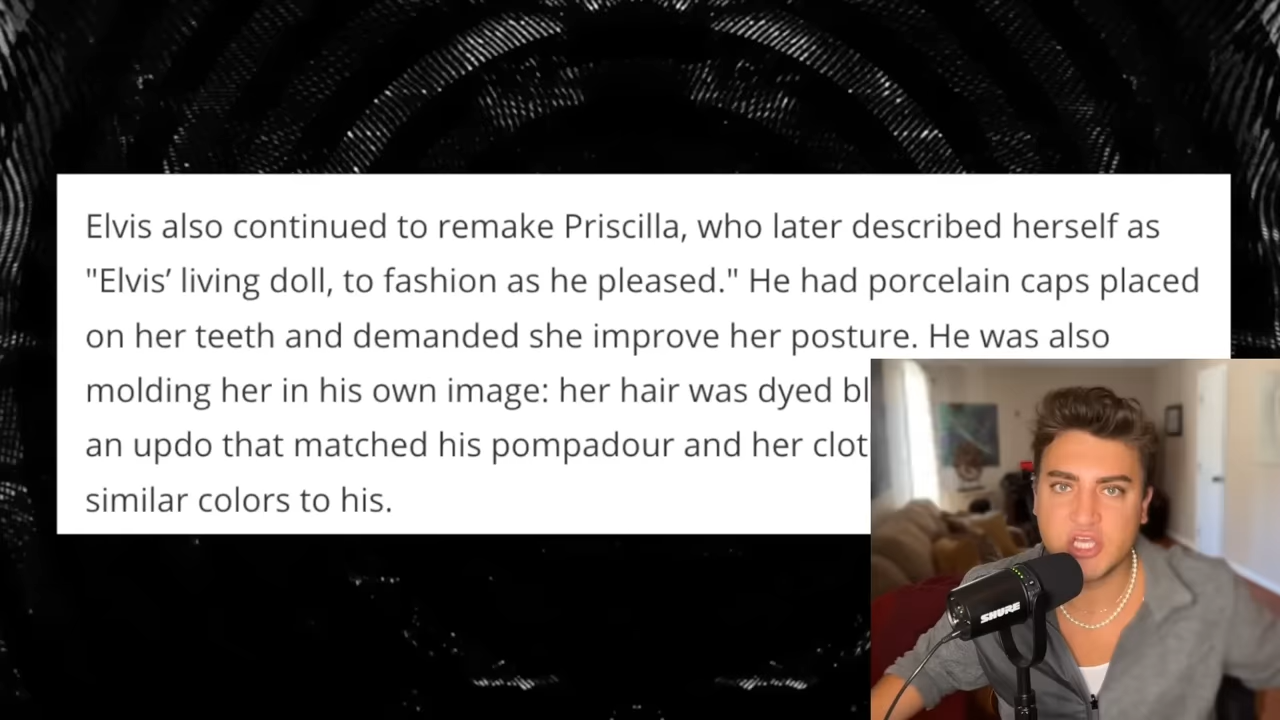 Elvis also continued to remake Priscilla, who later described herself as
"Elvis’ living doll, to fashion as he pleased." He had porcelain caps placed
on her teeth and demanded she improve her posture. He was also
molding her in his own image: her hair was dyed
an updo that matched his pompadour and her
similar colors to his.
SHURE